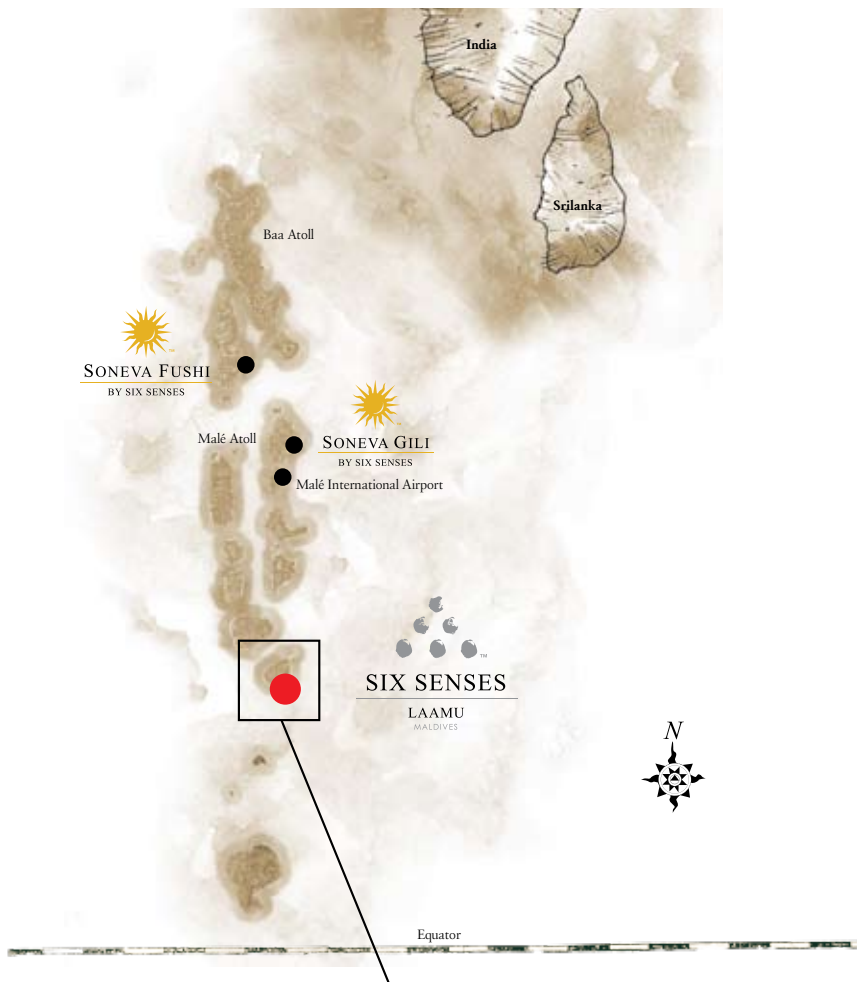 India
Srilanka
Baa Atoll
SONEVA FUSHI
BY SIX SENSES
Malé Atoll
SONEVA GILI
BY SIX SENSES
Malé International Airport
SIX SENSES
LAAMU
MALDIVES
N
Equator